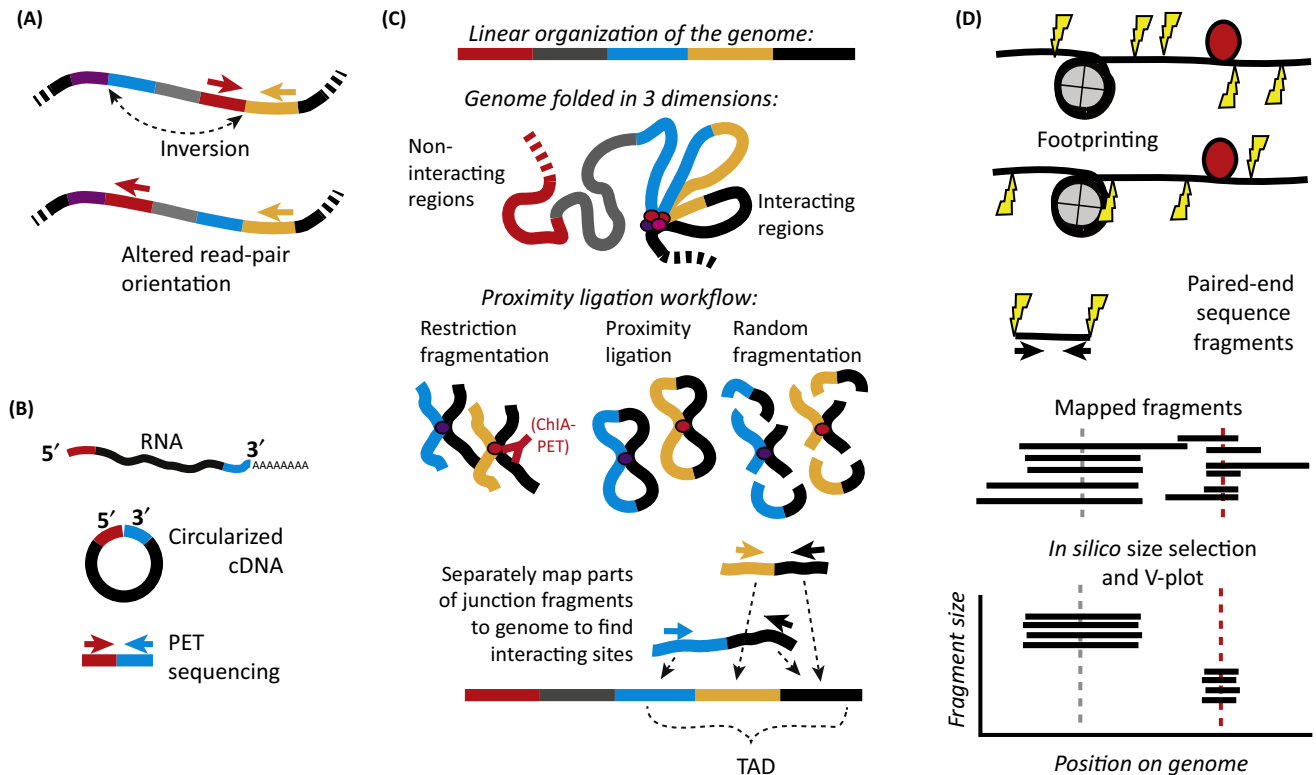 (A)
Inversion
Altered read-pair
orientation
(B)
5′
RNA
3′
AAAAAAAA
5′ 3′
Circularized
cDNA
PET
sequencing
(C)
Linear organization of the genome:
Genome folded in 3 dimensions:
Non-
interacting
regions
Interacting
regions
Proximity ligation workflow:
Restriction
fragmentation
Proximity
ligation
Random
fragmentation
(ChIA-
PET)
Separately map parts
of junction fragments
to genome to find
interacting sites
TAD
(D)
Footprinting
Paired-end
sequence
fragments
Mapped fragments
In silico size selection
and V-plot
Fragment size
Position on genome